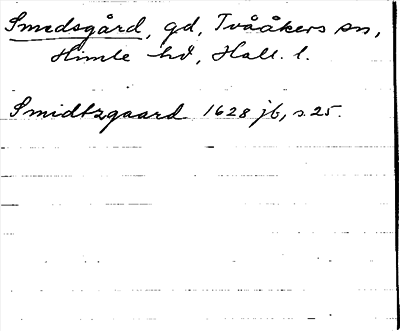 Smedsgård, gd, Tvååkers sn,
Himle hd, Hall. l.
Smidtzgaard 1628 jb, s. 25.